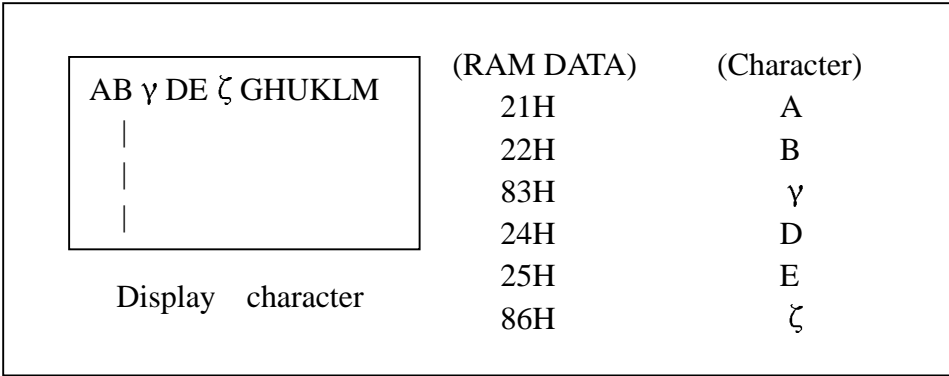 AB γ DE ζ GHUKLM
|
|
|
Display character
(RAM DATA) (Character)
21H A
22H B
83H γ
24H D
25H E
86H ζ